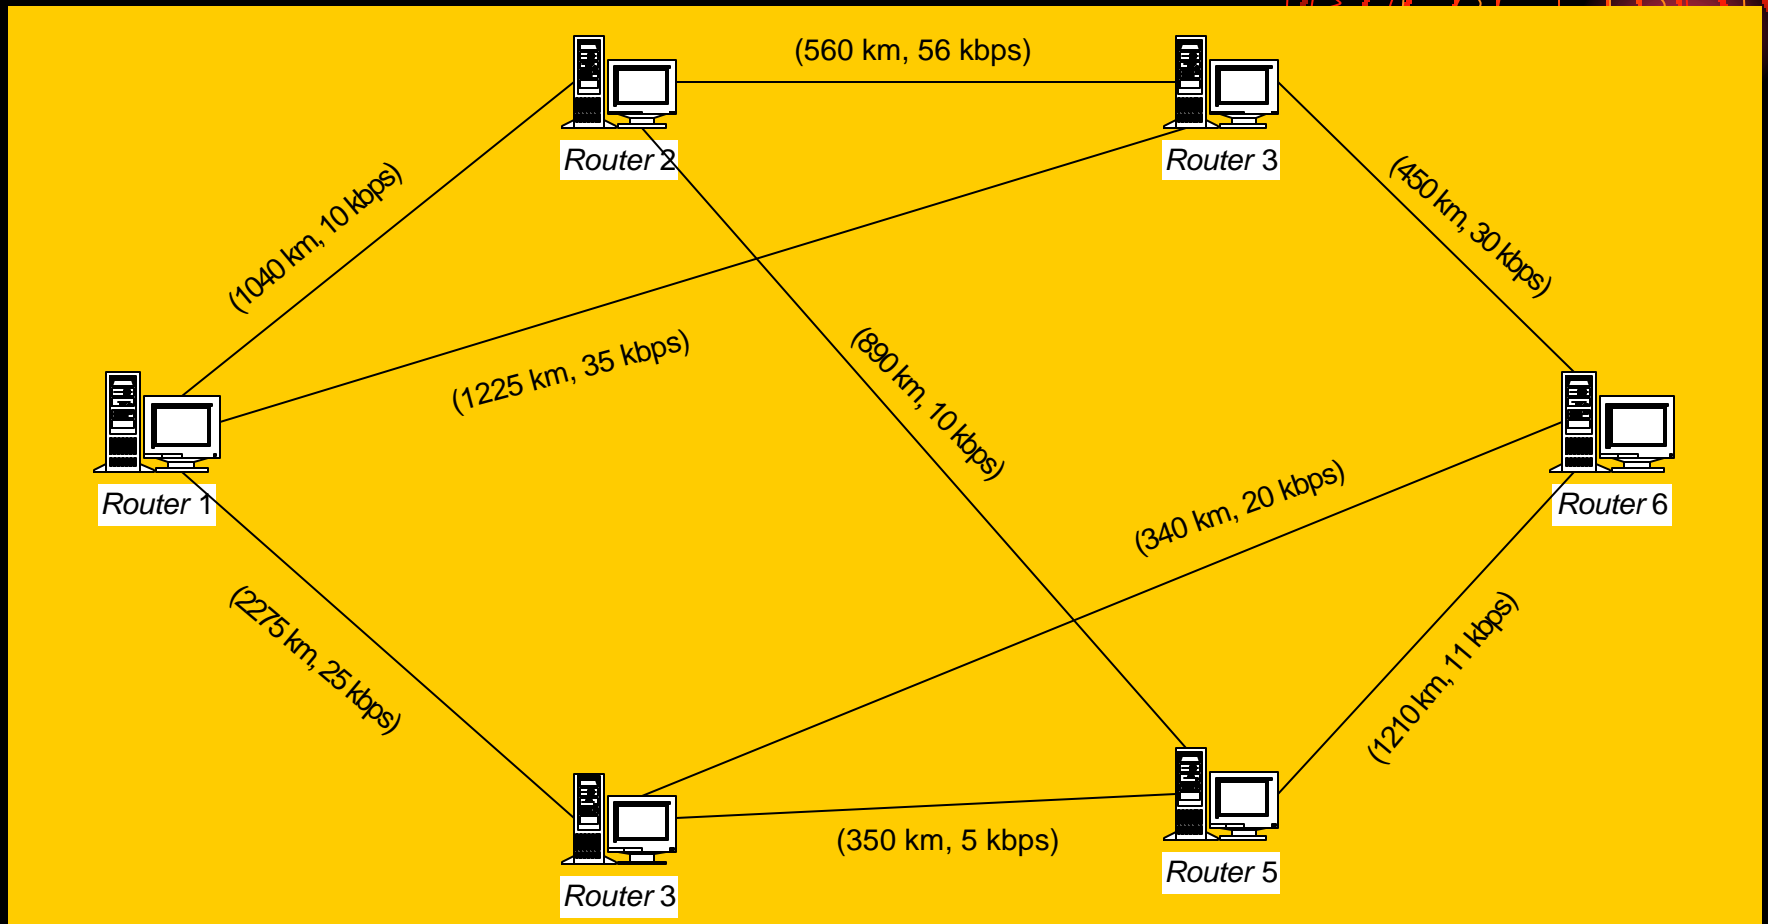 (560 km, 56 kbps)
Router 2
Router 3
(1040 km, 10 kbps)
(450 km, 30 kbps)
(1225 km, 35 kbps)
(890 km, 10 kbps)
Router 1
(340 km, 20 kbps)
Router 6
(2275 km, 25 kbps)
(1210 km, 11 kbps)
(350 km, 5 kbps)
Router 5
Router 3